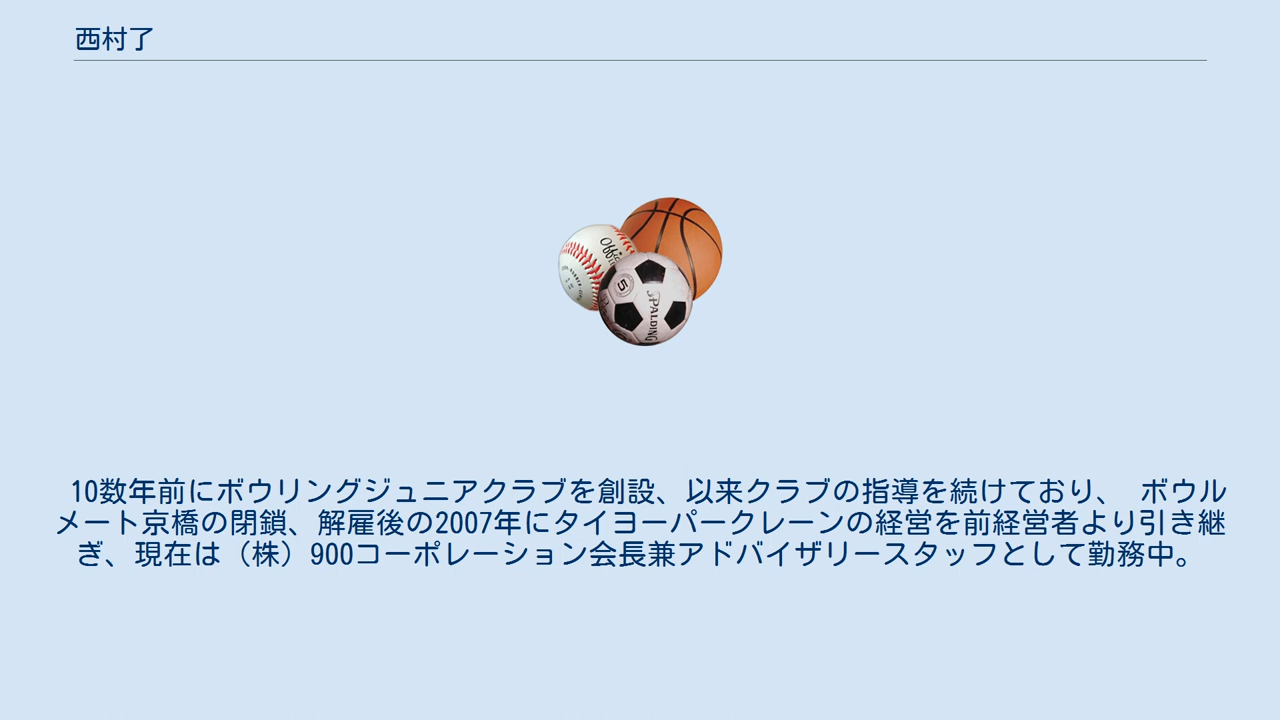 西村了
Offici
5
SPALDING
10数年前にボウリングジュニアクラブを創設、以来クラブの指導を続けており、 ボウル
メート京橋の閉鎖、解雇後の2007年にタイヨーパークレーンの経営を前経営者より引き継
ぎ、現在は（株）900コーポレーション会長兼アドバイザリースタッフとして勤務中。